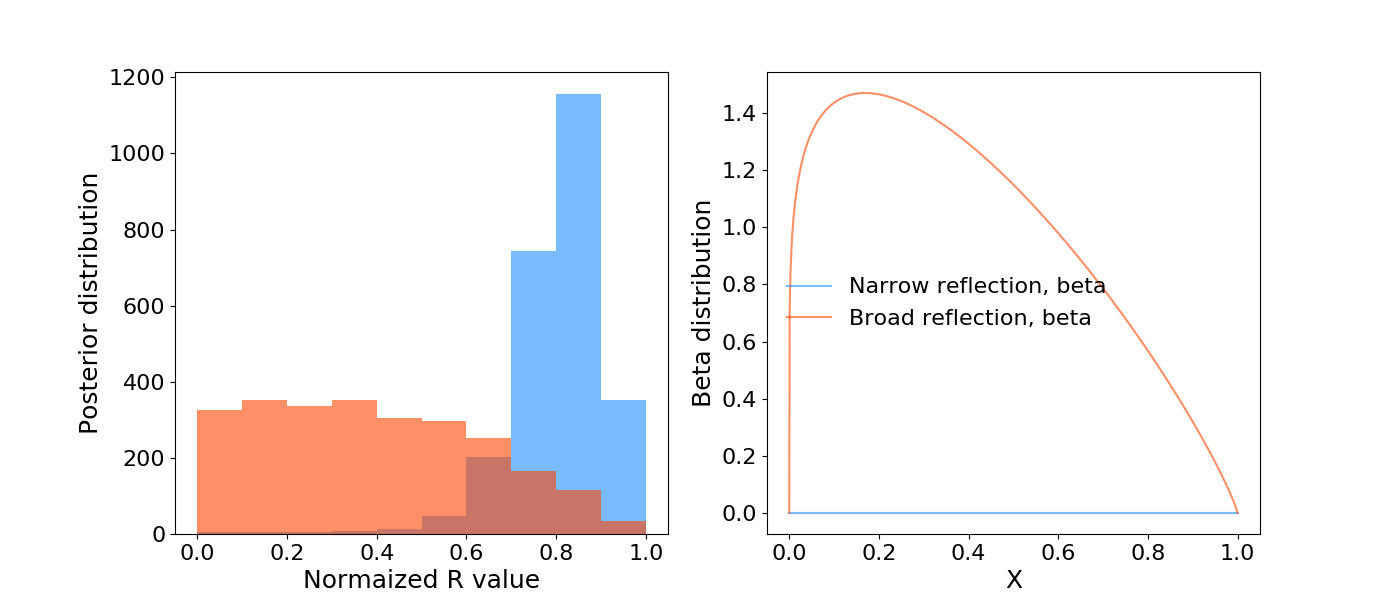 1200
1000
800
600
400
200
0
0.0 0.2 0.4 0.6 0.8 1.0
Normaized R value
Posterior distribution
1.4
1.2
1.0
0.8
0.6
0.4
0.2
0.0
0.0 0.2 0.4 0.6 0.8 1.0
X
Beta distribution
Narrow reflection, beta
Broad reflection, beta